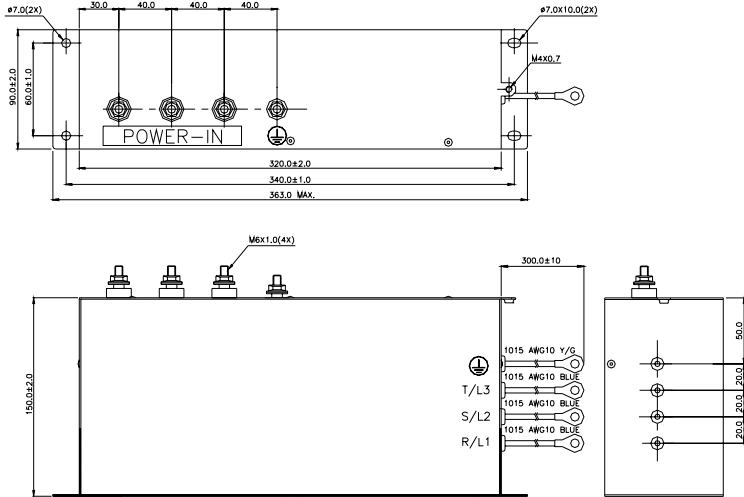 ø7.0(2X)
30.0
40.0
40.0
40.0
ø7.0X10.0(2X)
M4X0.7
90.0±2.0
60.0±1.0
POWER-IN
320.0±2.0
340.0±1.0
363.0 MAX.
M6X1.0(4X)
300.0±10
150.0±2.0
1015 AWG10 Y/G
1015 AWG10 BLUE
T/L3
1015 AWG10 BLUE
S/L2
1015 AWG10 BLUE
R/L1
50.0
20.0
20.0
20.0